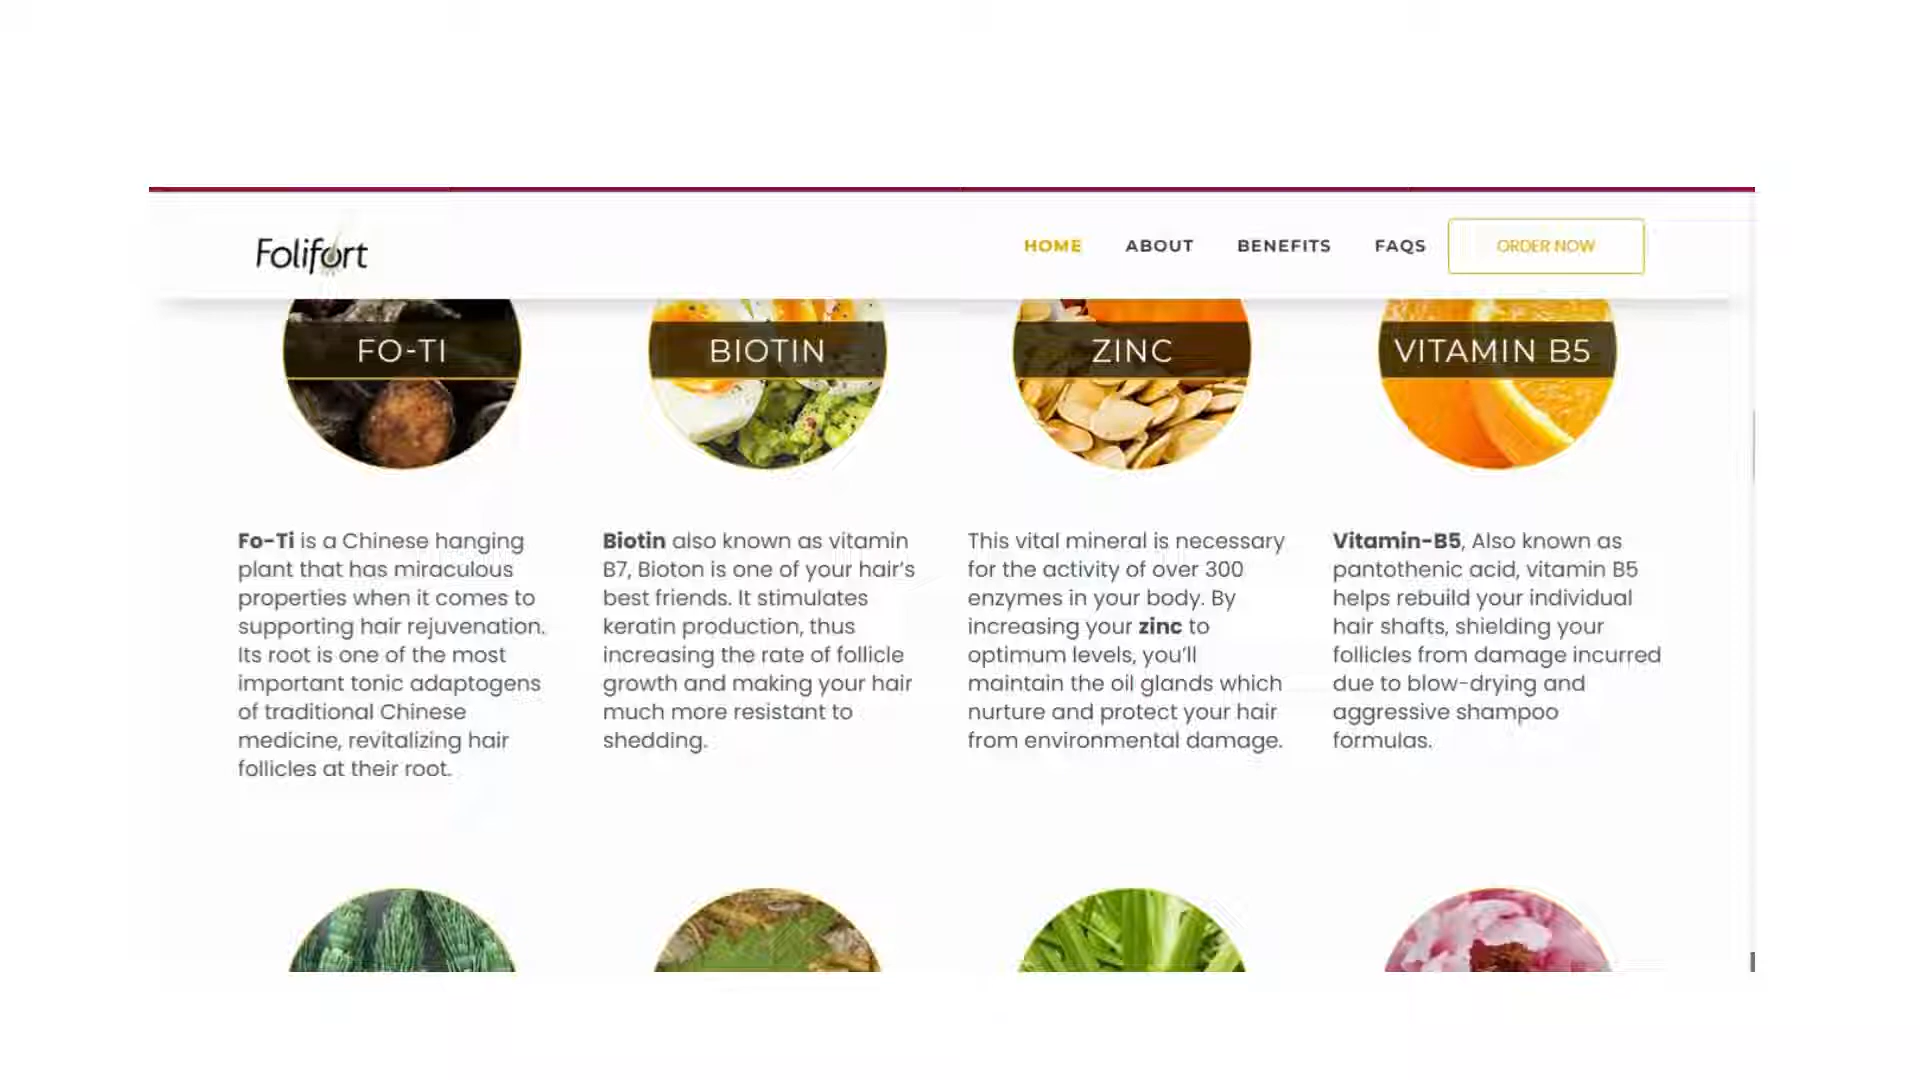 Folifort
HOME ABOUT BENEFITS FAQS ORDER NOW
FO-TI
BIOTIN
ZINC
VITAMIN B5
Fo-Ti is a Chinese hanging
plant that has miraculous
properties when it comes to
supporting hair rejuvenation.
Its root is one of the most
important tonic adaptogens
of traditional Chinese
medicine, revitalizing hair
follicles at their root.
Biotin also known as vitamin
B7, Bioton is one of your hair's
best friends. It stimulates
keratin production, thus
increasing the rate of follicle
growth and making your hair
much more resistant to
shedding.
This vital mineral is necessary
for the activity of over 300
enzymes in your body. By
increasing your zinc to
optimum levels, you'll
maintain the oil glands which
nurture and protect your hair
from environmental damage.
Vitamin-B5, Also known as
pantothenic acid, vitamin B5
helps rebuild your individual
hair shafts, shielding your
follicles from damage incurred
due to blow-drying and
aggressive shampoo
formulas.